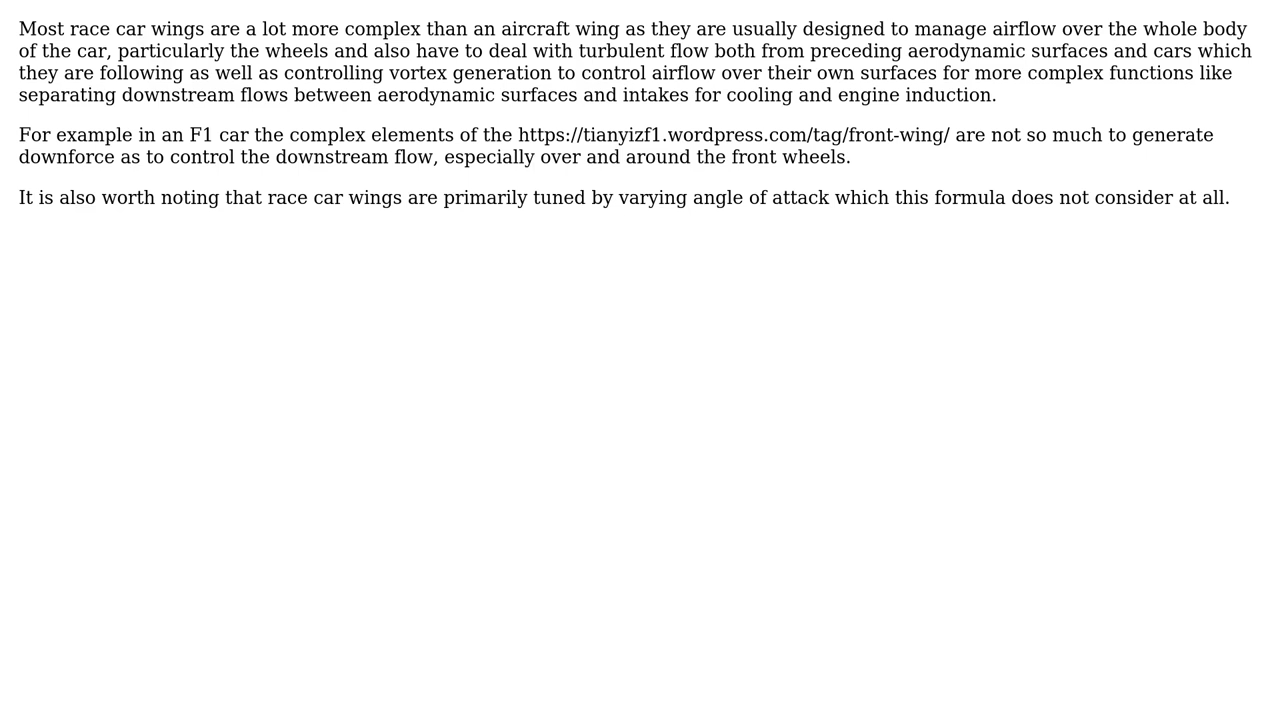 Most race car wings are a lot more complex than an aircraft wing as they are usually designed to manage airflow over the whole body
of the car, particularly the wheels and also have to deal with turbulent flow both from preceding aerodynamic surfaces and cars which
they are following as well as controlling vortex generation to control airflow over their own surfaces for more complex functions like
separating downstream flows between aerodynamic surfaces and intakes for cooling and engine induction.
For example in an F1 car the complex elements of the https://tianyizf1.wordpress.com/tag/front-wing/ are not so much to generate
downforce as to control the downstream flow, especially over and around the front wheels.
It is also worth noting that race car wings are primarily tuned by varying angle of attack which this formula does not consider at all.